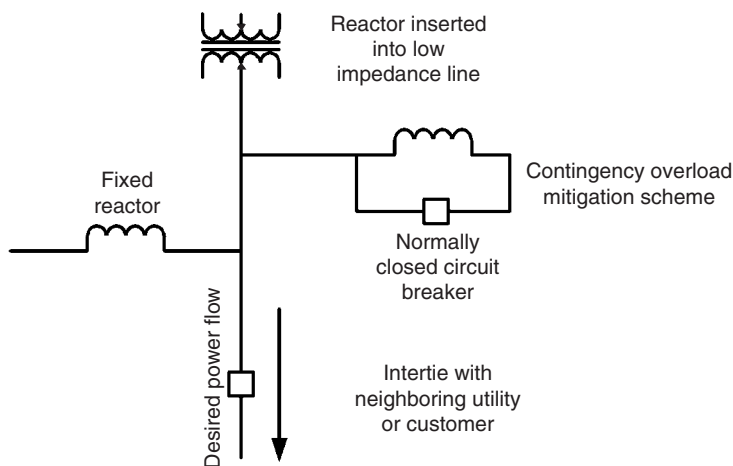 Reactor inserted
into low
impedance line
Contingency overload
mitigation scheme
Fixed
reactor
Normally
closed circuit
breaker
Desired power flow
Intertie with
neighboring utility
or customer